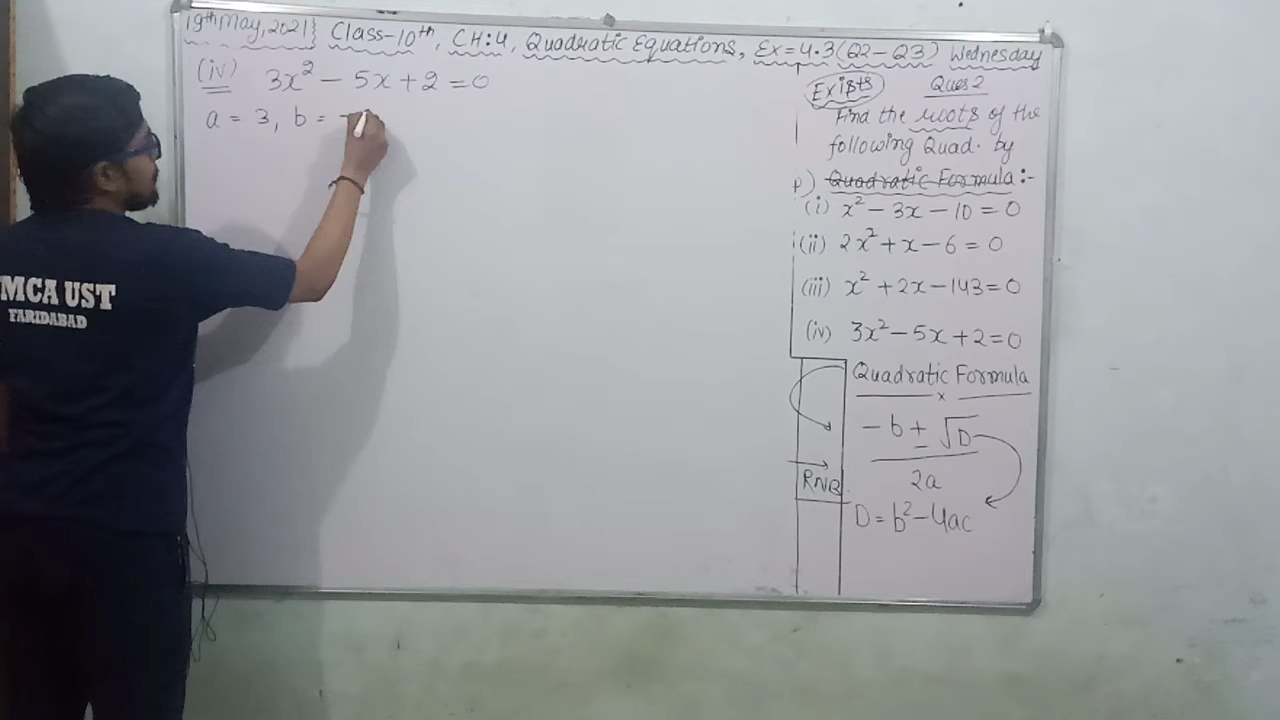 19th May, 2021} Class-10th, CH:4, Quadratic Equations, Ex=4.3(Q2-Q3) Wednesday
(iv) 3x² - 5x + 2 = 0
a = 3, b = -
Exists
Ques 2
Find the roots of the
following Quad. by
Quadratic Formula:-
(i) x² - 3x - 10 = 0
(ii) 2x² + x - 6 = 0
(iii) x² + 2x - 143 = 0
(iv) 3x² - 5x + 2 = 0
Quadratic Formula
-b ± √D
2a
D = b² - 4ac
RNB
MCA UST
FARIDABAD